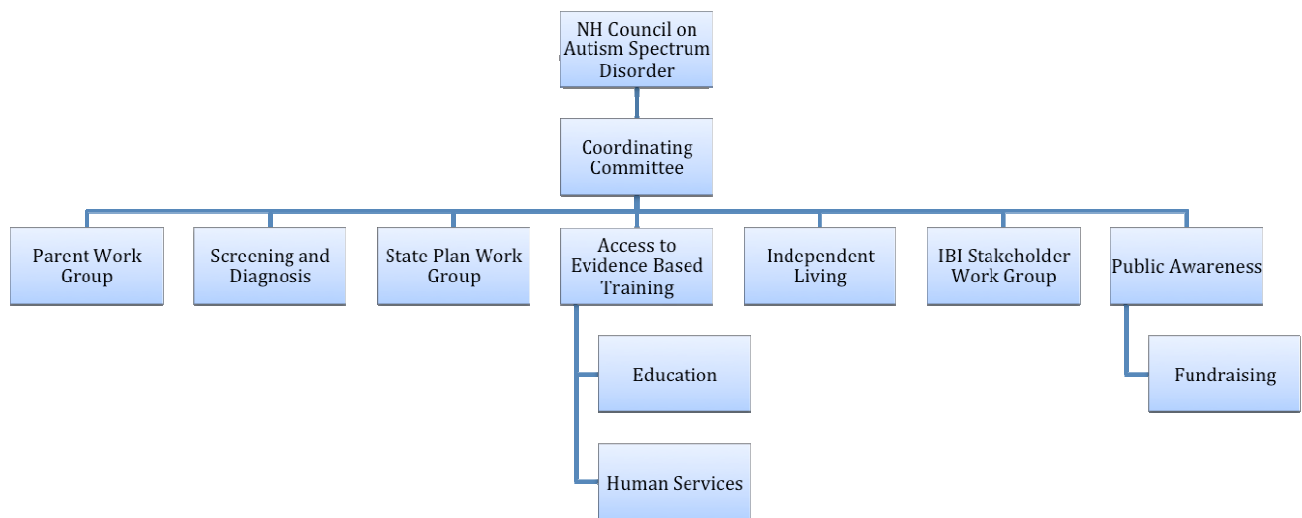 NH Council on
Autism Spectrum
Disorder
Coordinating
Committee
Parent Work
Group
Screening and
Diagnosis
State Plan Work
Group
Access to
Evidence Based
Training
Independent
Living
IBI Stakeholder
Work Group
Public Awareness
Education
Fundraising
Human Services